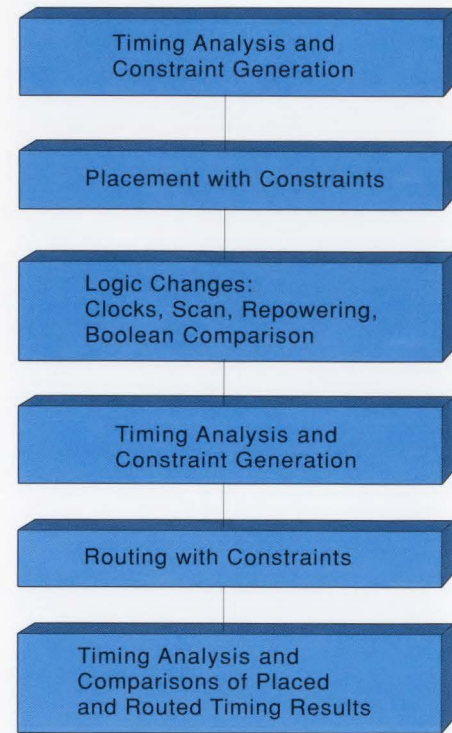 Timing Analysis and
Constraint Generation
Placement with Constraints
Logic Changes:
Clocks, Scan, Repowering,
Boolean Comparison
Timing Analysis and
Constraint Generation
Routing with Constraints
Timing Analysis and
Comparisons of Placed
and Routed Timing Results